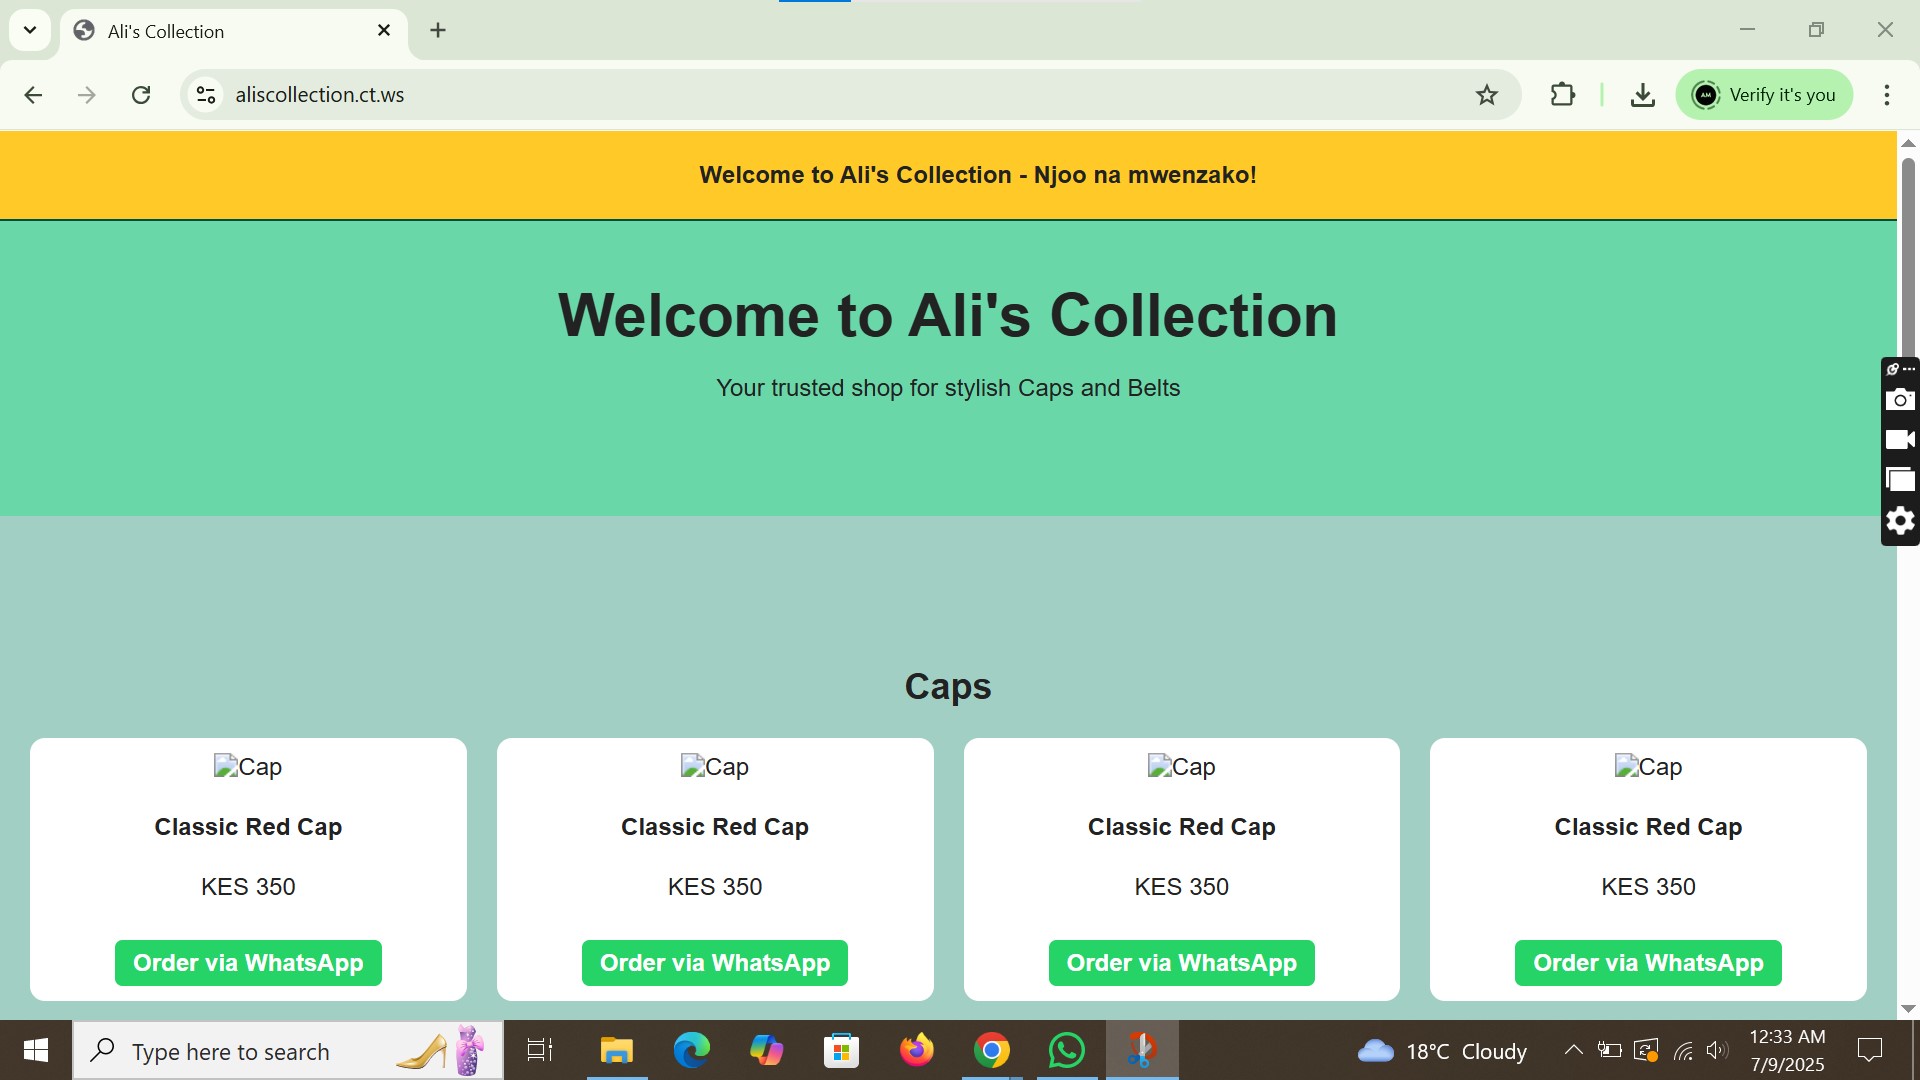 Ali's Collection
aliscollection.ct.ws
AM
Verify it's you
Welcome to Ali's Collection - Njoo na mwenzako!
Welcome to Ali's Collection
Your trusted shop for stylish Caps and Belts
Caps
Cap Cap Cap Cap
Classic Red Cap Classic Red Cap Classic Red Cap Classic Red Cap
KES 350 KES 350 KES 350 KES 350
Order via WhatsApp Order via WhatsApp Order via WhatsApp Order via WhatsApp
Type here to search
18°C Cloudy
12:33 AM
7/9/2025